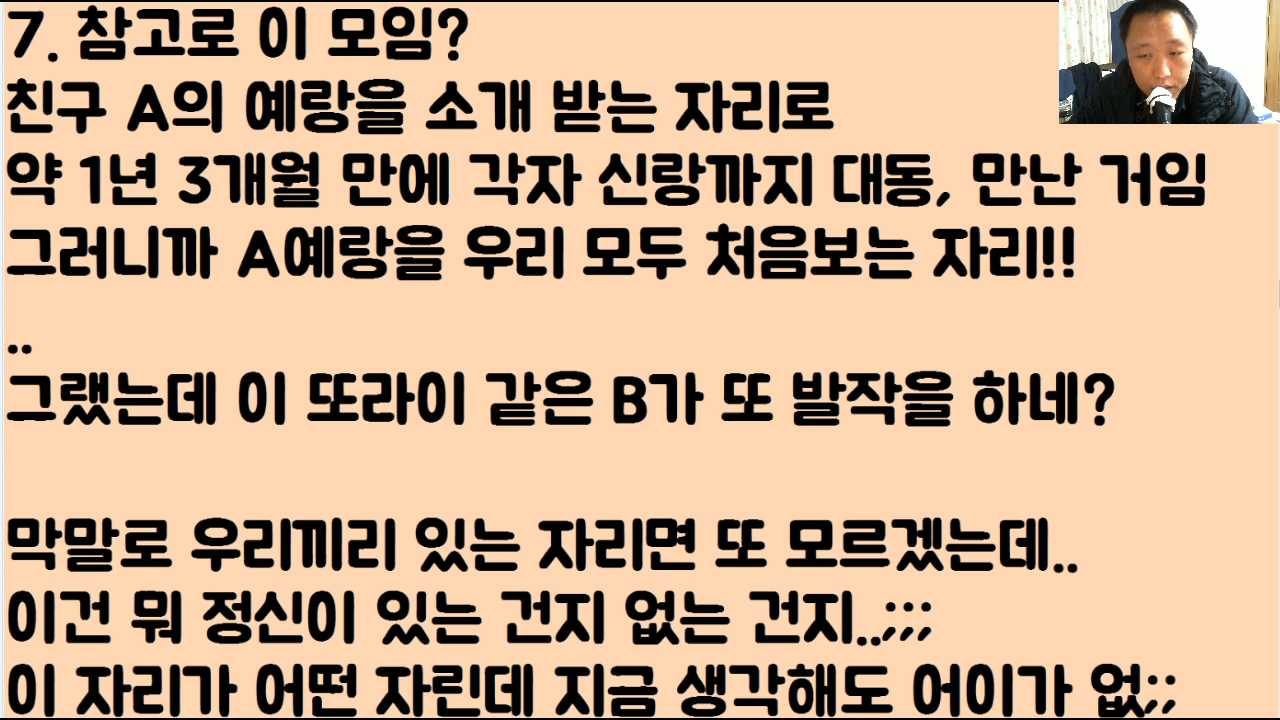 7. 참고로 이 모임?
친구 A의 예랑을 소개 받는 자리로
약 1년 3개월 만에 각자 신랑까지 대동, 만난 거임
그러니까 A예랑을 우리 모두 처음보는 자리!!
..
그랬는데 이 또라이 같은 B가 또 발작을 하네?
막말로 우리끼리 있는 자리면 또 모르겠는데..
이건 뭐 정신이 있는 건지 없는 건지..;;;
이 자리가 어떤 자린데 지금 생각해도 어이가 없;;